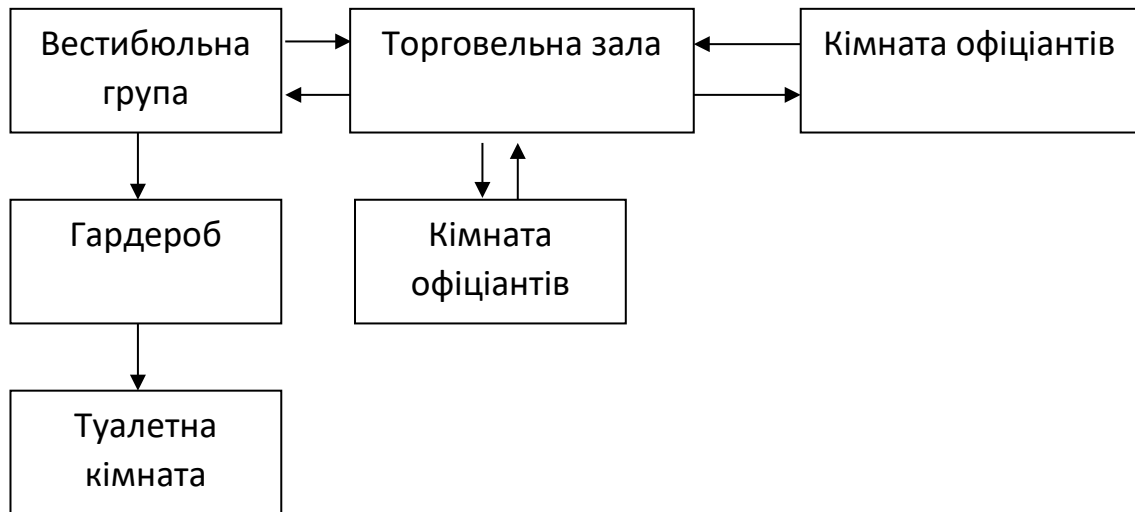 Вестибюльна
група
Торговельна зала
Кімната офіціантів
Гардероб
Кімната
офіціантів
Туалетна
кімната